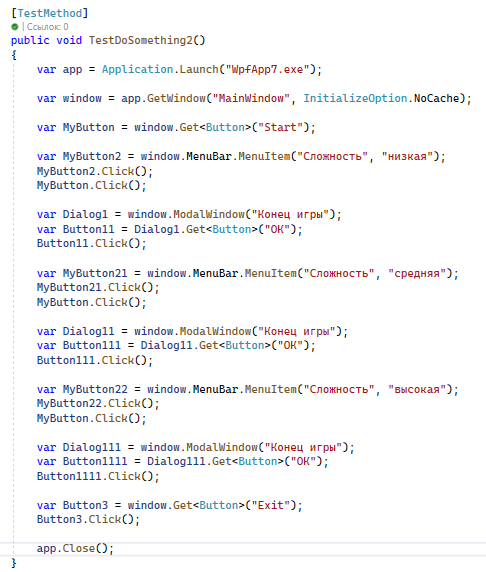 [TestMethod]
| Ссылок: 0
public void TestDoSomething2()
{
var app = Application.Launch("WpfApp7.exe");
var window = app.GetWindow("MainWindow", InitializeOption.NoCache);
var MyButton = window.Get<Button>("Start");
var MyButton2 = window.MenuBar.MenuItem("Сложность", "низкая");
MyButton2.Click();
MyButton.Click();
var Dialog1 = window.ModalWindow("Конец игры");
var Button11 = Dialog1.Get<Button>("ОК");
Button11.Click();
var MyButton21 = window.MenuBar.MenuItem("Сложность", "средняя");
MyButton21.Click();
MyButton.Click();
var Dialog11 = window.ModalWindow("Конец игры");
var Button111 = Dialog11.Get<Button>("ОК");
Button111.Click();
var MyButton22 = window.MenuBar.MenuItem("Сложность", "высокая");
MyButton22.Click();
MyButton.Click();
var Dialog111 = window.ModalWindow("Конец игры");
var Button1111 = Dialog111.Get<Button>("ОК");
Button1111.Click();
var Button3 = window.Get<Button>("Exit");
Button3.Click();
app.Close();
}